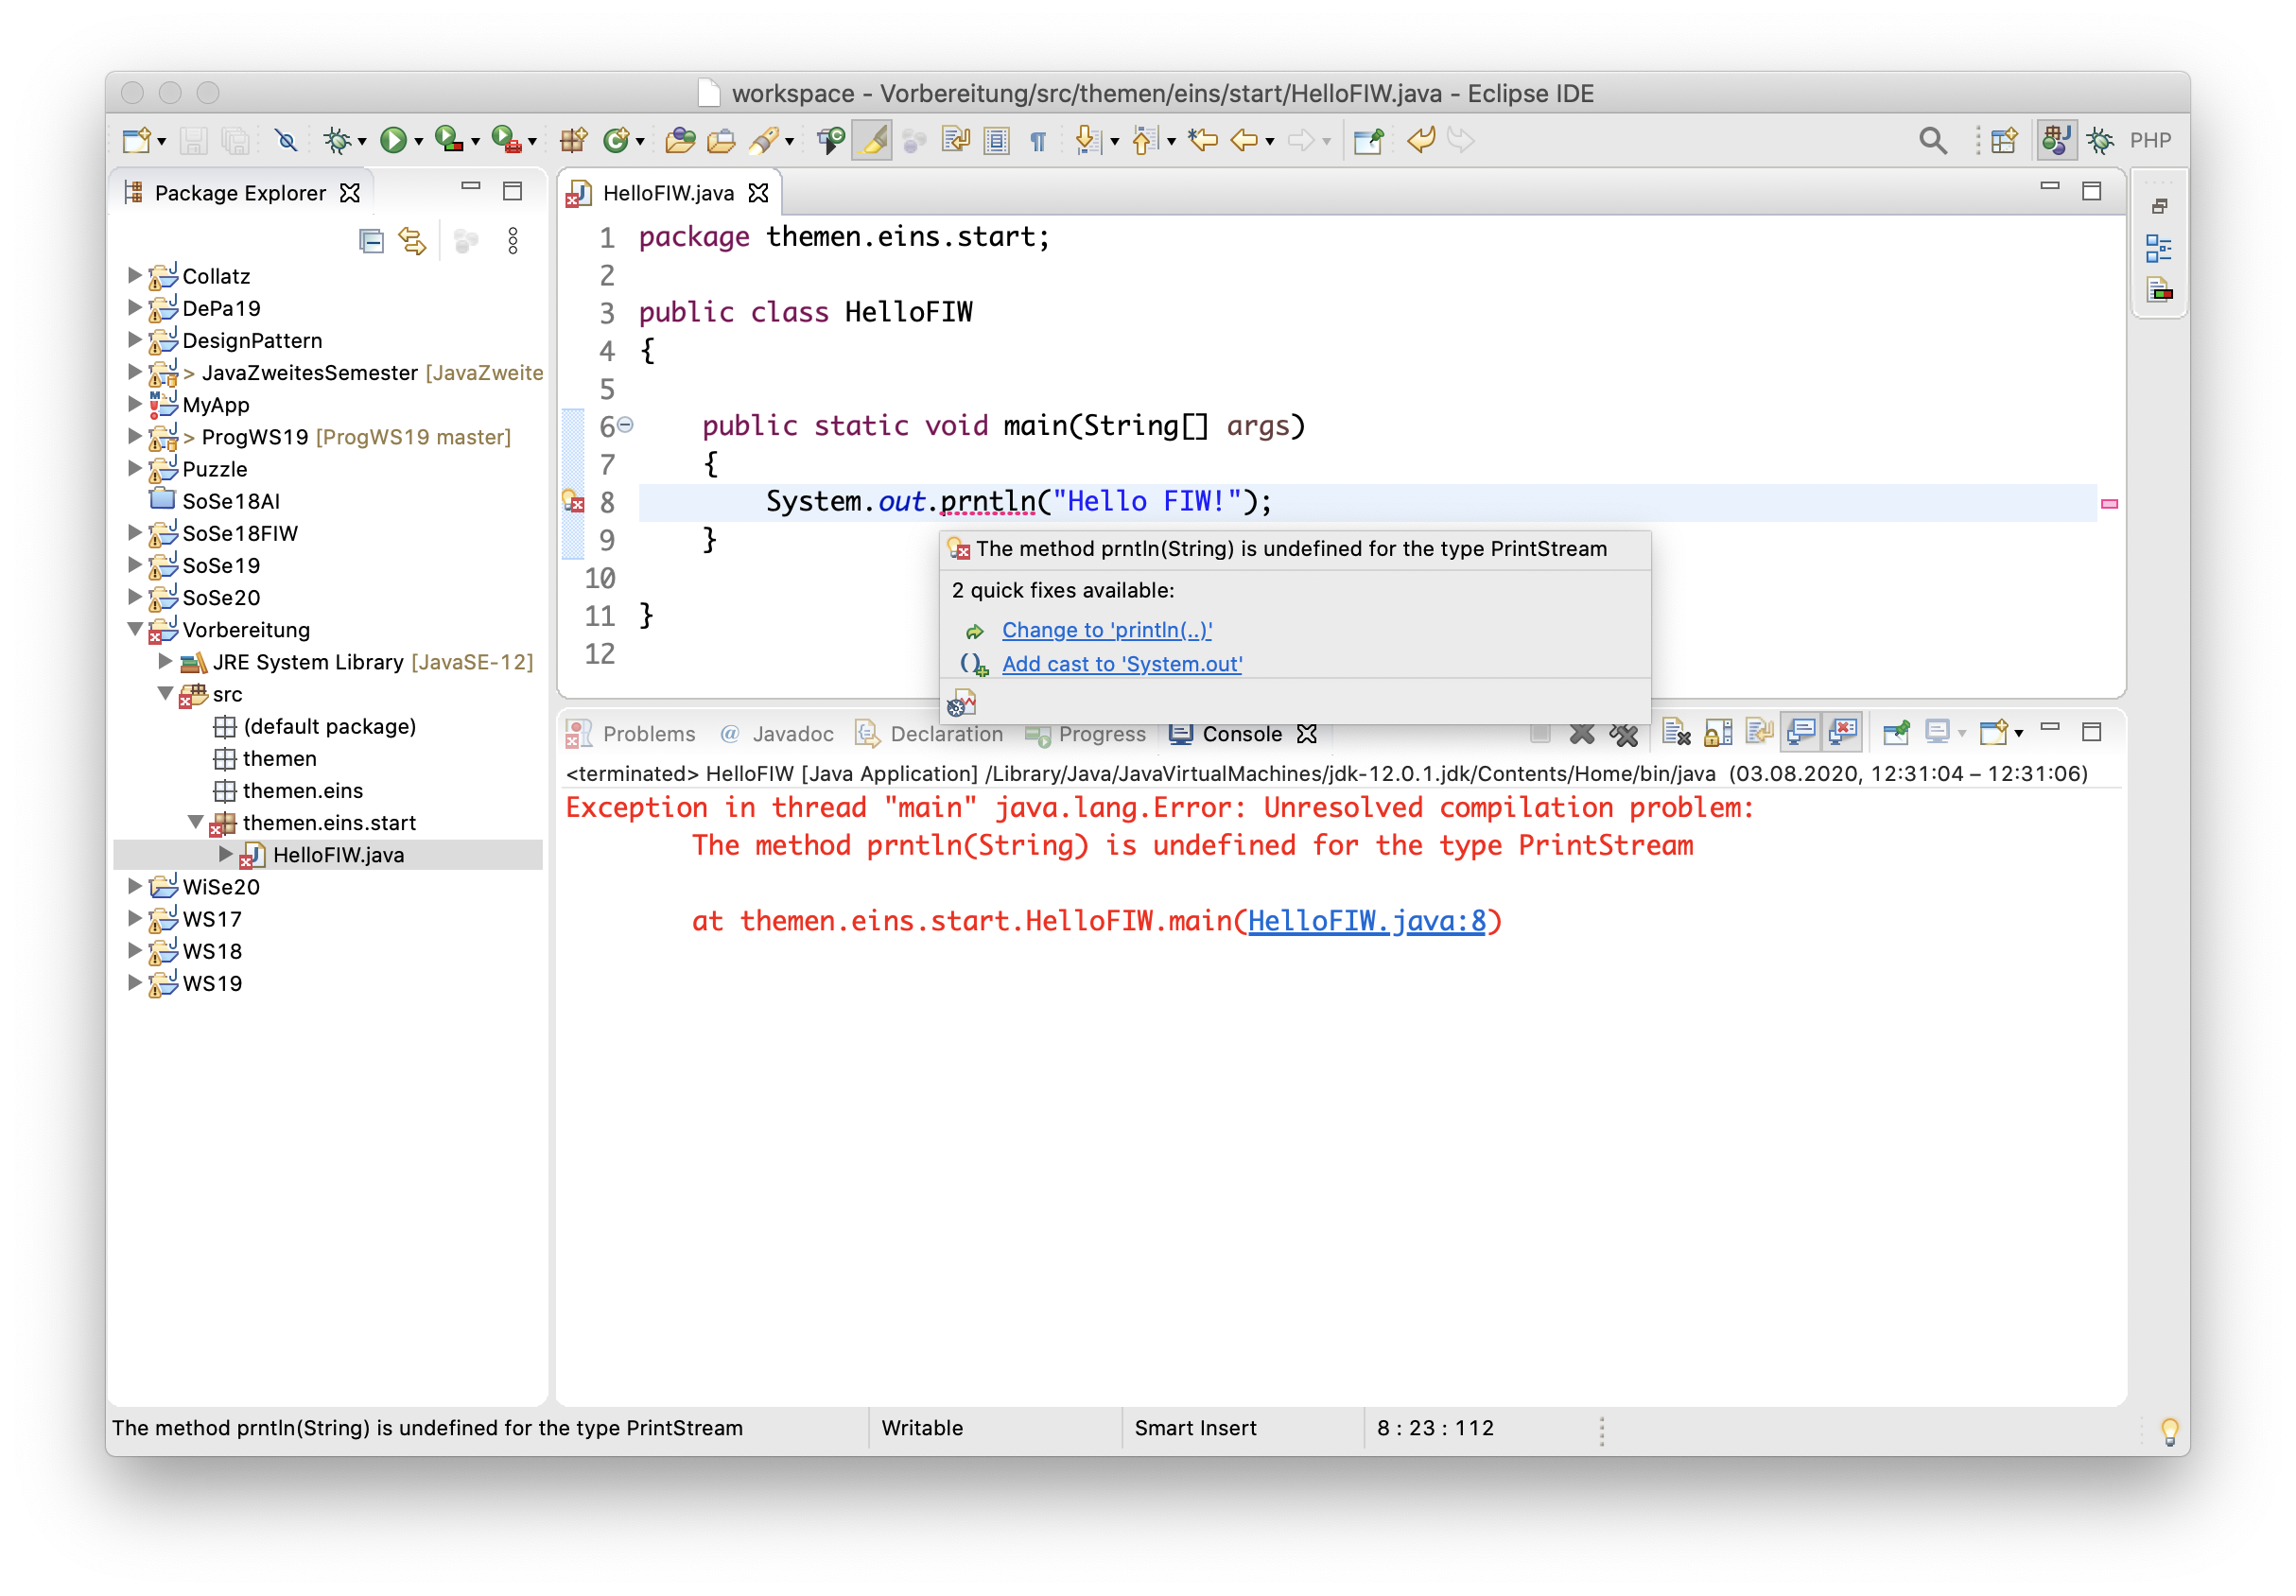 workspace - Vorbereitung/src/themen/eins/start/HelloFIW.java - Eclipse IDE
PHP
Package Explorer
Collatz
DePa19
DesignPattern
> JavaZweitesSemester [JavaZweite
MyApp
> ProgWS19 [ProgWS19 master]
Puzzle
SoSe18AI
SoSe18FIW
SoSe19
SoSe20
Vorbereitung
JRE System Library [JavaSE-12]
src
(default package)
themen
themen.eins
themen.eins.start
HelloFIW.java
WiSe20
WS17
WS18
WS19
HelloFIW.java
1 package themen.eins.start;
2
3 public class HelloFIW
4 {
5
6 public static void main(String[] args)
7 {
8 System.out.prntln("Hello FIW!");
9 }
10
11 }
12
The method prntln(String) is undefined for the type PrintStream
2 quick fixes available:
Change to 'println(..)'
Add cast to 'System.out'
Problems @ Javadoc Declaration Progress Console
<terminated> HelloFIW [Java Application] /Library/Java/JavaVirtualMachines/jdk-12.0.1.jdk/Contents/Home/bin/java (03.08.2020, 12:31:04 – 12:31:06)
Exception in thread "main" java.lang.Error: Unresolved compilation problem:
The method prntln(String) is undefined for the type PrintStream
at themen.eins.start.HelloFIW.main(HelloFIW.java:8)
The method prntln(String) is undefined for the type PrintStream
Writable
Smart Insert
8 : 23 : 112